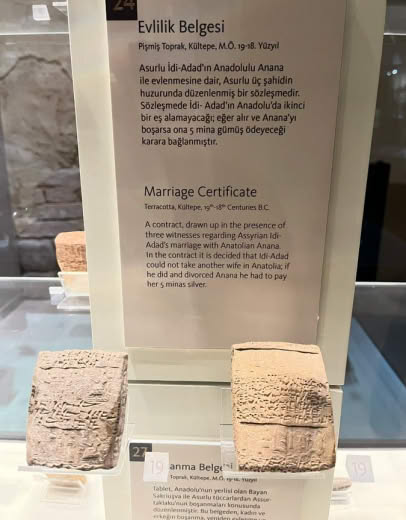 24
Evlilik Belgesi
Pişmiş Toprak, Kültepe, M.Ö. 19-18. Yüzyıl
Asurlu İdi-Adad'ın Anadolulu Anana
ile evlenmesine dair, Asurlu üç şahidin
huzurunda düzenlenmiş bir sözleşmedir.
Sözleşmede İdi- Adad'ın Anadolu'da ikinci
bir eş alamayacağı; eğer alır ve Anana'yı
boşarsa ona 5 mina gümüş ödeyeceği
karara bağlanmıştır.
Marriage Certificate
Terracotta, Kültepe, 19th-18th Centuries B.C.
A contract, drawn up in the presence of
three witnesses regarding Assyrian Idi-
Adad's marriage with Anatolian Anana.
In the contract it is decided that Idi-Adad
could not take another wife in Anatolia; if
he did and divorced Anana he had to pay
her 5 minas silver.
27
19
anma Belgesi
19
Toprak, Kültepe, M.Ö. 19-18. Yüzyıl
Tablet, Anadolu'nun yerlisi olan Bayan
ile Asurlu tüccarlardan Assur-
boşanmaları konusunda
düzenlenmiştir. Bu belgeden, kadın ve
erkeğin boşanma,